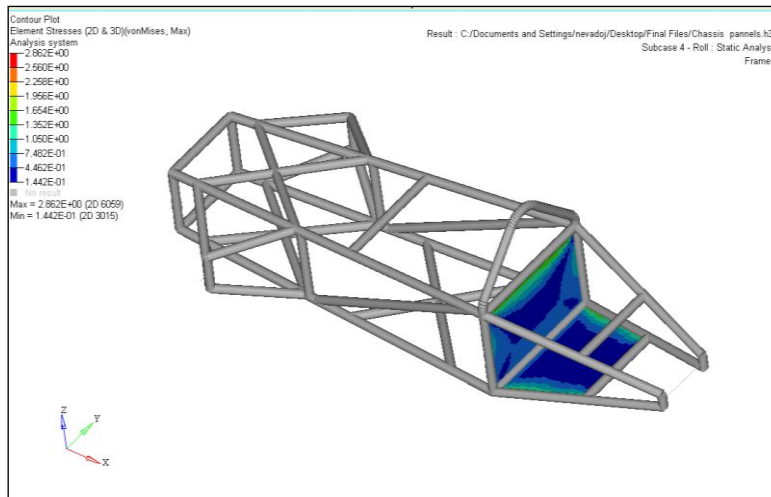 Contour Plot
Element Stresses (2D & 3D)(vonMises, Max)
Analysis system
2.862E+00
2.560E+00
2.258E+00
1.956E+00
1.654E+00
1.352E+00
1.050E+00
7.482E-01
4.462E-01
1.442E-01
No result
Max = 2.862E+00 (2D 6059)
Min = 1.442E-01 (2D 3015)
Result : C:/Documents and Settings/nevadoj/Desktop/Final Files/Chassis pannels.h3
Subcase 4 - Roll : Static Analys
Frame
Z
Y
X